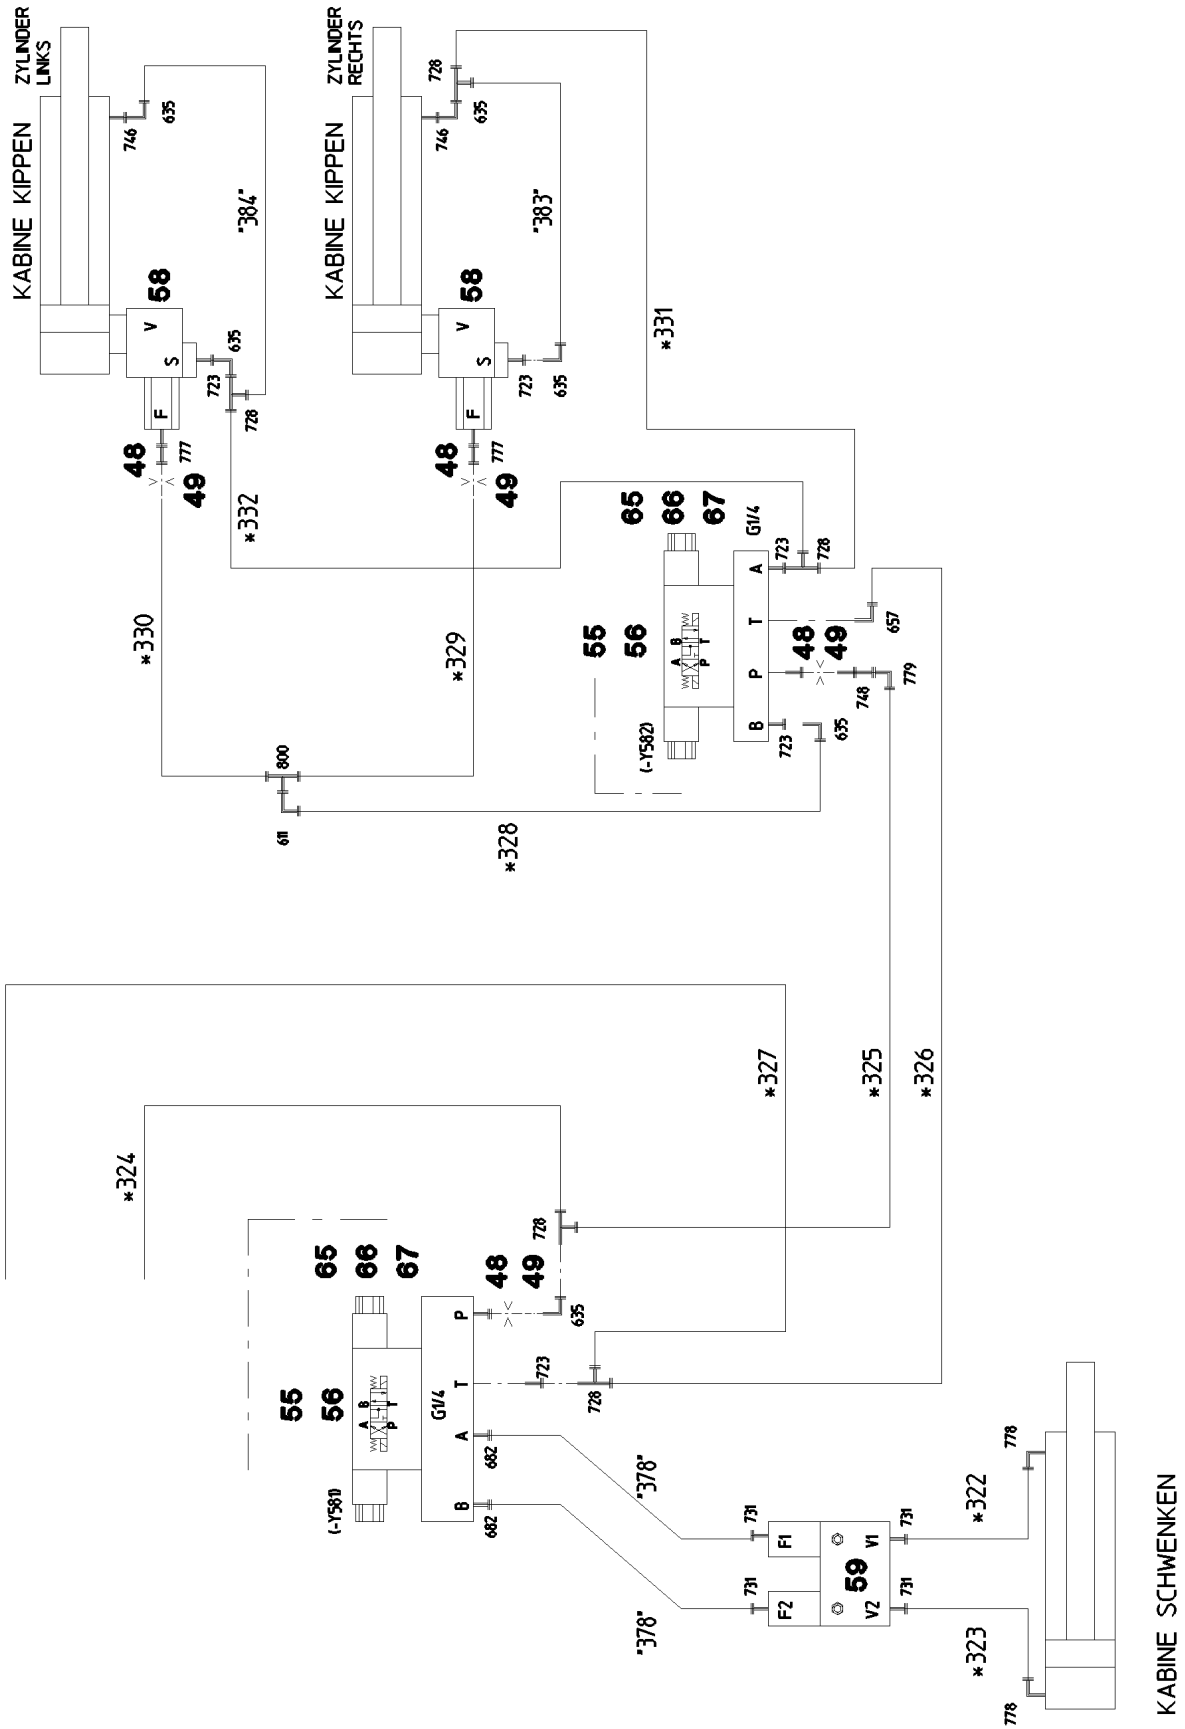 ZYLINDER
LINKS
KABINE KIPPEN
746
635
"384"
58
V
S
F
635
723
728
48
777
49
*332
*330
ZYLINDER
RECHTS
KABINE KIPPEN
728
746
635
"383"
58
V
S
F
723
635
48
777
49
*331
*329
800
611
*328
65
66
67
G1/4
55
56
A
B
P
T
(-Y582)
A
T
P
B
723
728
48
49
657
748
779
723
635
*327
*325
*326
*324
65
66
67
48
49
728
635
55
56
A
B
P
T
(-Y581)
G1/4
P
T
A
B
723
728
682
682
"378"
"378"
731
731
F1
F2
59
V1
V2
731
731
*322
*323
778
778
KABINE SCHWENKEN